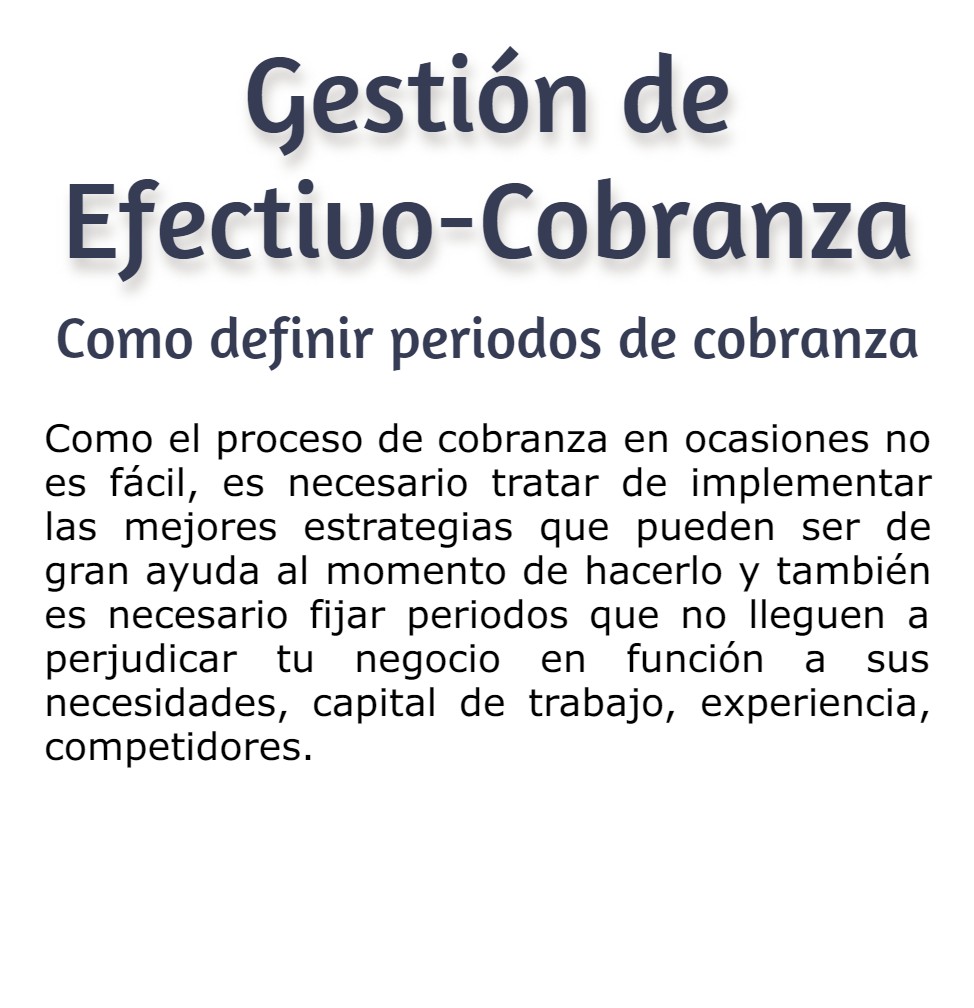 Gestión de
Efectivo-Cobranza
Como definir periodos de cobranza
Como el proceso de cobranza en ocasiones no
es fácil, es necesario tratar de implementar
las mejores estrategias que pueden ser de
gran ayuda al momento de hacerlo y también
es necesario fijar periodos que no lleguen a
perjudicar tu negocio en función a sus
necesidades, capital de trabajo, experiencia,
competidores.